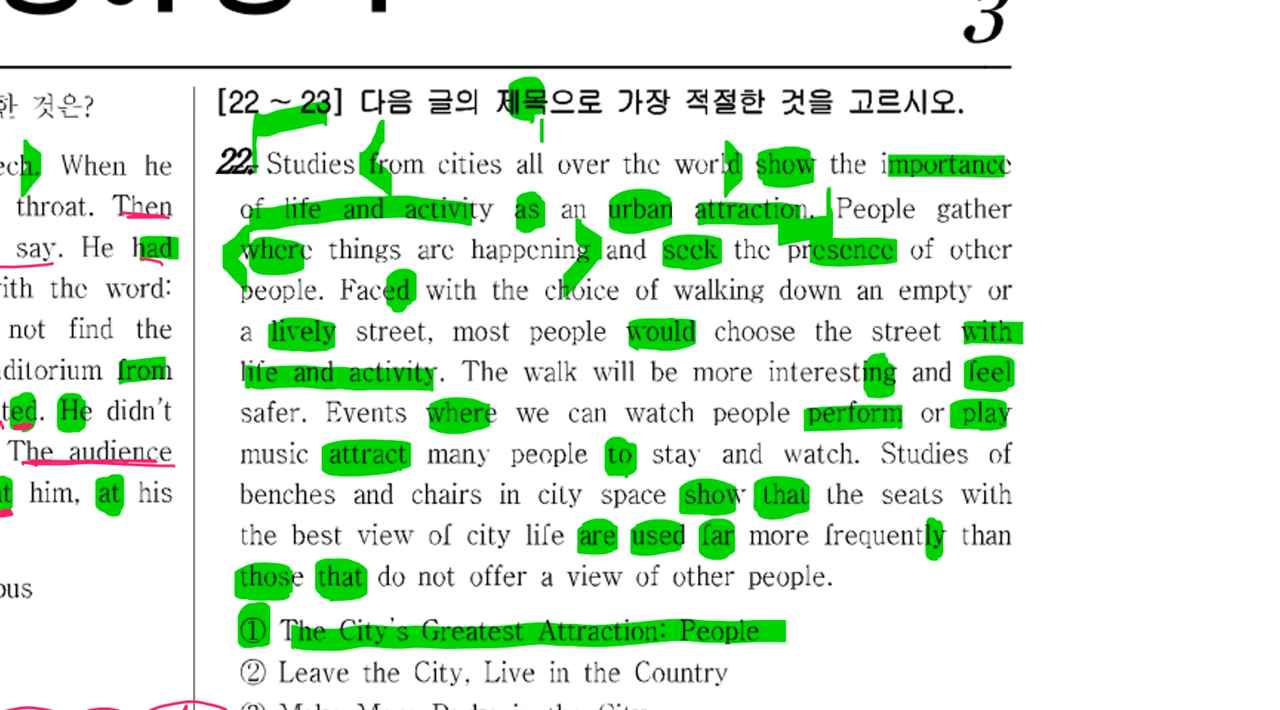 3
한 것은?
ech. When he
throat. Then
say. He had
with the word:
not find the
ditorium from
ted. He didn't
The audience
at him, at his
ous
[22 ~ 23] 다음 글의 제목으로 가장 적절한 것을 고르시오.
22. Studies from cities all over the world show the importance
of life and activity as an urban attraction. People gather
where things are happening and seek the presence of other
people. Faced with the choice of walking down an empty or
a lively street, most people would choose the street with
life and activity. The walk will be more interesting and feel
safer. Events where we can watch people perform or play
music attract many people to stay and watch. Studies of
benches and chairs in city space show that the seats with
the best view of city life are used far more frequently than
those that do not offer a view of other people.
① The City's Greatest Attraction: People
② Leave the City, Live in the Country